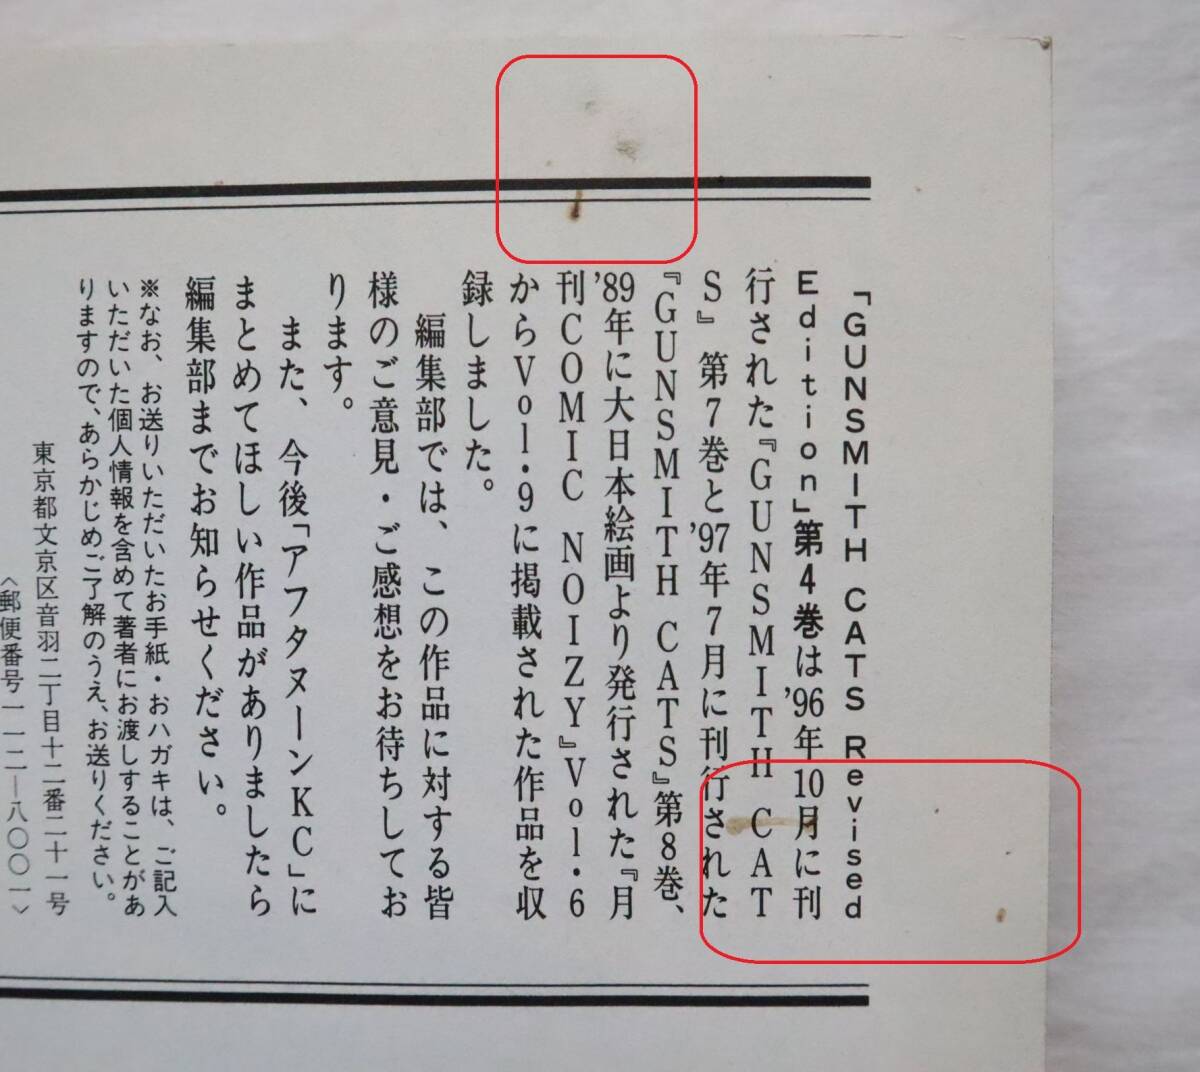 「GUNSMITH CATS Revised
Edition」第4巻は'96年10月に刊
行された『GUNSMITH CAT
S』第7巻と'97年7月に刊行された
『GUNSMITH CATS』第8巻、
'89年に大日本絵画より発行された『月
刊COMIC NOIZY』Vol・6
からVol・9に掲載された作品を収
録しました。
編集部では、この作品に対する皆
様のご意見・ご感想をお待ちしてお
ります。
また、今後「アフタヌーンKC」に
まとめてほしい作品がありましたら
編集部までお知らせください。
※なお、お送りいただいたお手紙・おハガキは、ご記入
いただいた個人情報を含めて著者にお渡しすることがあ
りますので、あらかじめご了解のうえ、お送りください。
東京都文京区音羽二丁目十二番二十一号
〈郵便番号一一二―八〇〇一〉